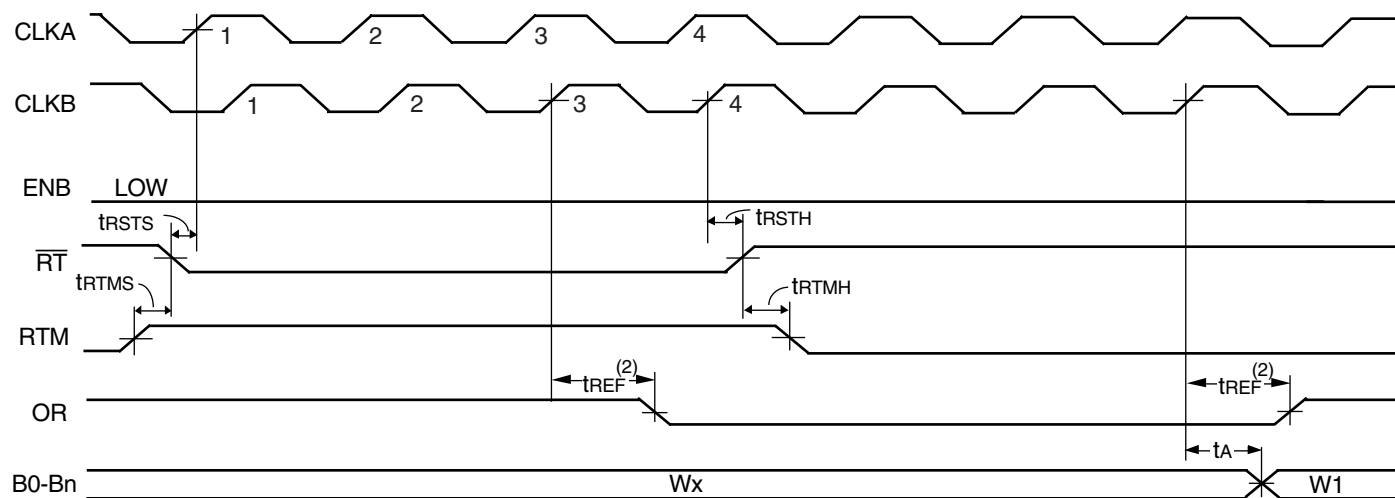 CLKA 1 2 3 4
CLKB 1 2 3 4
ENB LOW
tRSTS tRSTH
RT
tRTMS tRTMH
RTM
tREF(2) tREF(2)
OR
tA
B0-Bn Wx W1